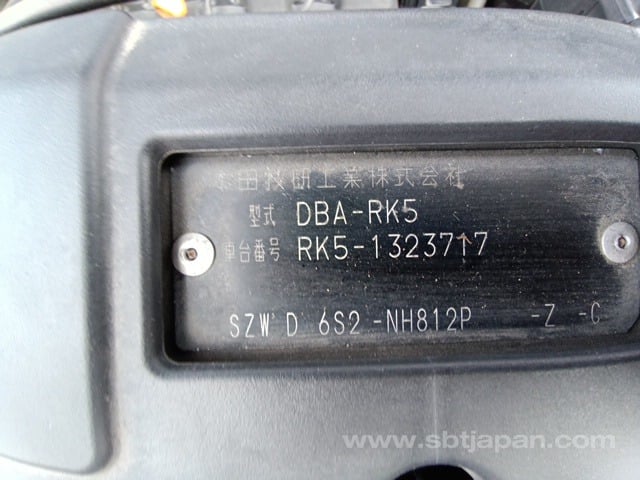 本田技研工業株式会社
型式 DBA-RK5
車台番号 RK5-1323717
SZW D 6S2 -NH812P -Z -C
www.sbtjapan.com